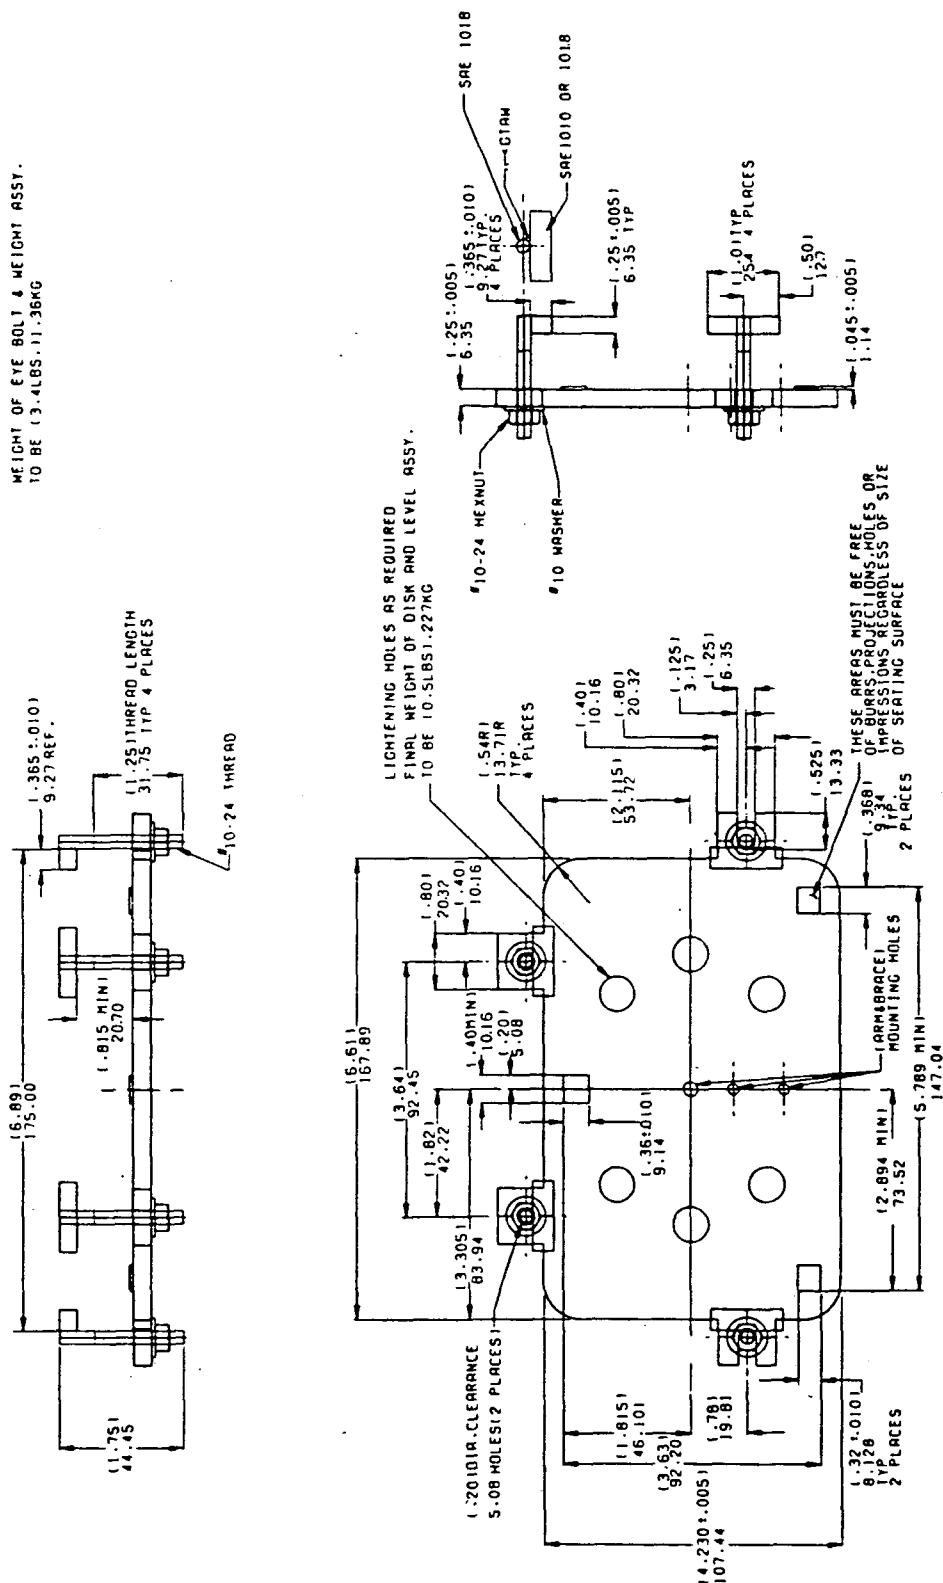 WEIGHT OF EYE BOLT & WEIGHT ASSY.
TO BE (3.4LBS.)1.36KG
(6.89)
175.00
(.365±.010)
9.27 REF.
(1.25)THREAD LENGTH
31.75 TYP 4 PLACES
(.815 MIN)
20.70
(1.75)
44.45
#10-24 THREAD
SAE 1018
GTAW
SAE1010 OR 1018
(.365±.010)
9.27 TYP.
4 PLACES
(.25±.005)
6.35
(.25±.005)
6.35 TYP
(1.0)TYP
25.4 4 PLACES
(.50)
12.7
(.045±.005)
1.14
#10-24 HEXNUT
#10 WASHER
LIGHTENING HOLES AS REQUIRED
FINAL WEIGHT OF DISK AND LEVEL ASSY.
TO BE (0.5LBS).227KG
(.54R)
13.71R
TYP.
4 PLACES
(6.61)
167.89
(3.64)
92.45
(1.82)
42.22
(3.305)
83.94
(.80)
20.32
(.40)
10.16
(.40MIN)
10.16
(.20)
5.08
(.36±.010)
9.14
(2.115)
53.72
(.40)
10.16
(.80)
20.32
(.125)
3.17
(.25)
6.35
(.525)
13.33
THESE AREAS MUST BE FREE
OF BURRS,PROJECTIONS,HOLES OR
IMPRESSIONS REGARDLESS OF SIZE
OF SEATING SURFACE
(.368)
9.34
TYP.
2 PLACES
(ARM&BRACE)
MOUNTING HOLES
(2.894 MIN)
73.52
(5.789 MIN)
147.04
(.20)DIA.CLEARANCE
5.08 HOLES(2 PLACES)
(1.815)
46.101
(3.63)
92.20
(.78)
19.81
(.32±.010)
8.128
TYP
2 PLACES
(4.230±.005)
107.44